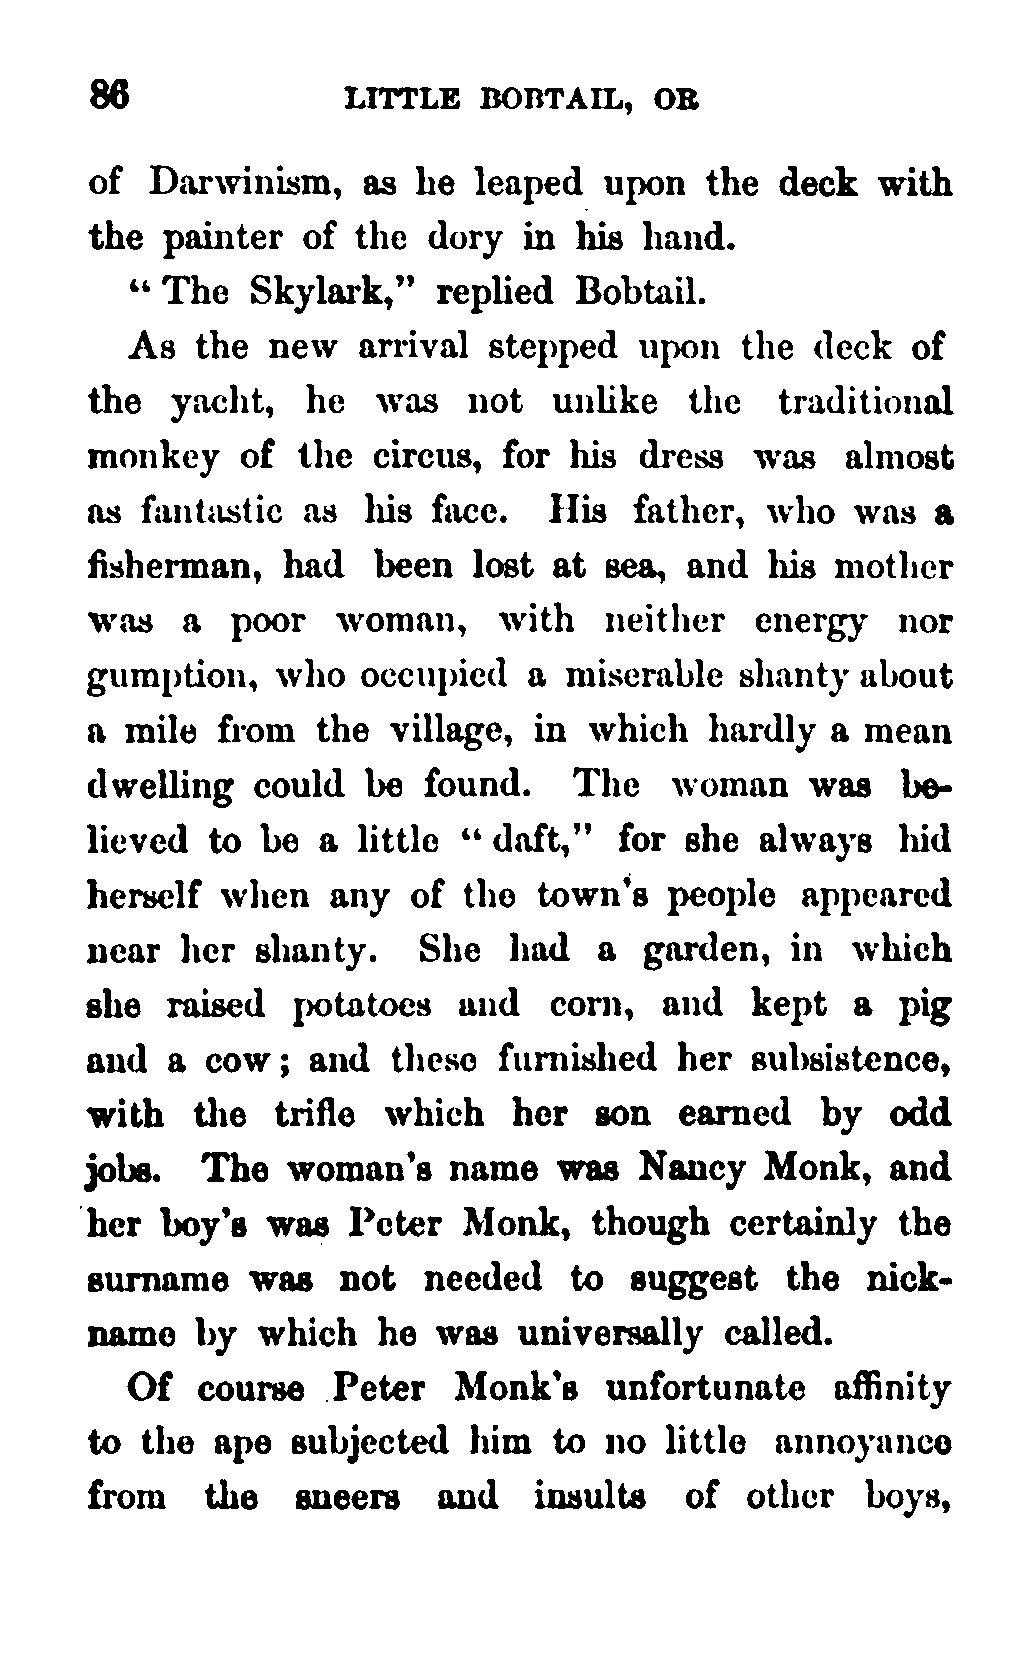 86 LITTLE BOBTAIL, OR
of Darwinism, as he leaped upon the deck with
the painter of the dory in his hand.
“ The Skylark,” replied Bobtail.
As the new arrival stepped upon the deck of
the yacht, he was not unlike the traditional
monkey of the circus, for his dress was almost
as fantastic as his face. His father, who was a
fisherman, had been lost at sea, and his mother
was a poor woman, with neither energy nor
gumption, who occupied a miserable shanty about
a mile from the village, in which hardly a mean
dwelling could be found. The woman was be-
lieved to be a little “ daft,” for she always hid
herself when any of the town's people appeared
near her shanty. She had a garden, in which
she raised potatoes and corn, and kept a pig
and a cow ; and these furnished her subsistence,
with the trifle which her son earned by odd
jobs. The woman's name was Nancy Monk, and
her boy's was Peter Monk, though certainly the
surname was not needed to suggest the nick-
name by which he was universally called.
Of course Peter Monk's unfortunate affinity
to the ape subjected him to no little annoyance
from the sneers and insults of other boys,